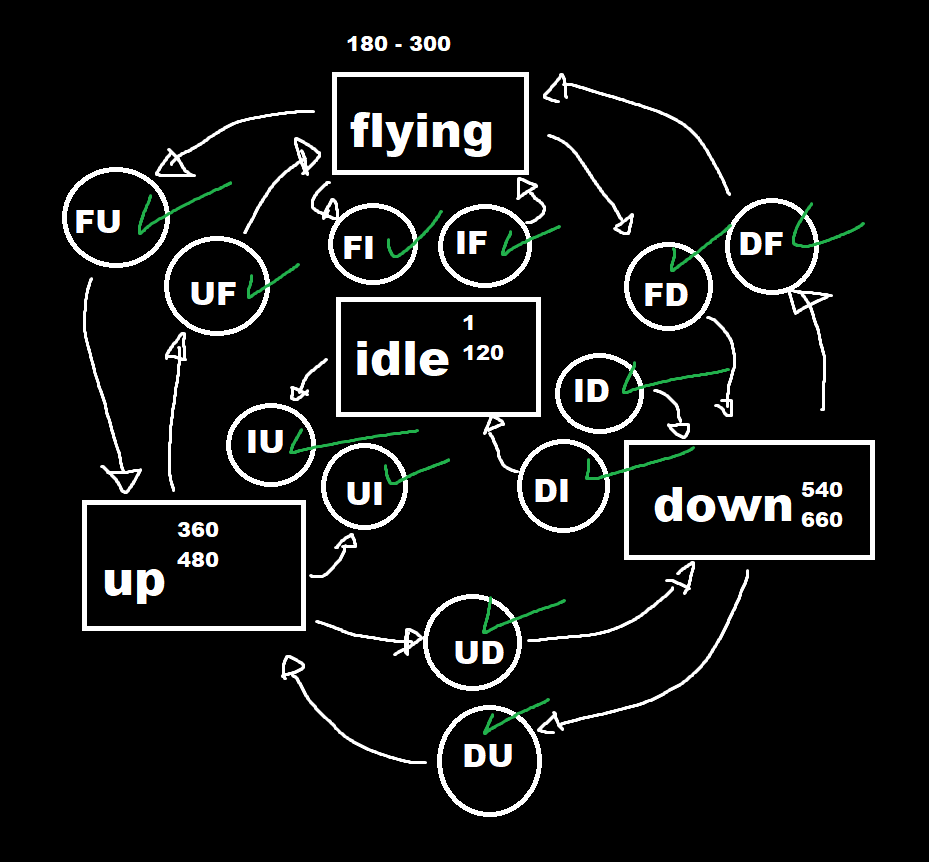 180 - 300
flying
FU
UF
FI
IF
FD
DF
idle
1
120
ID
IU
UI
DI
down
540
660
up
360
480
UD
DU